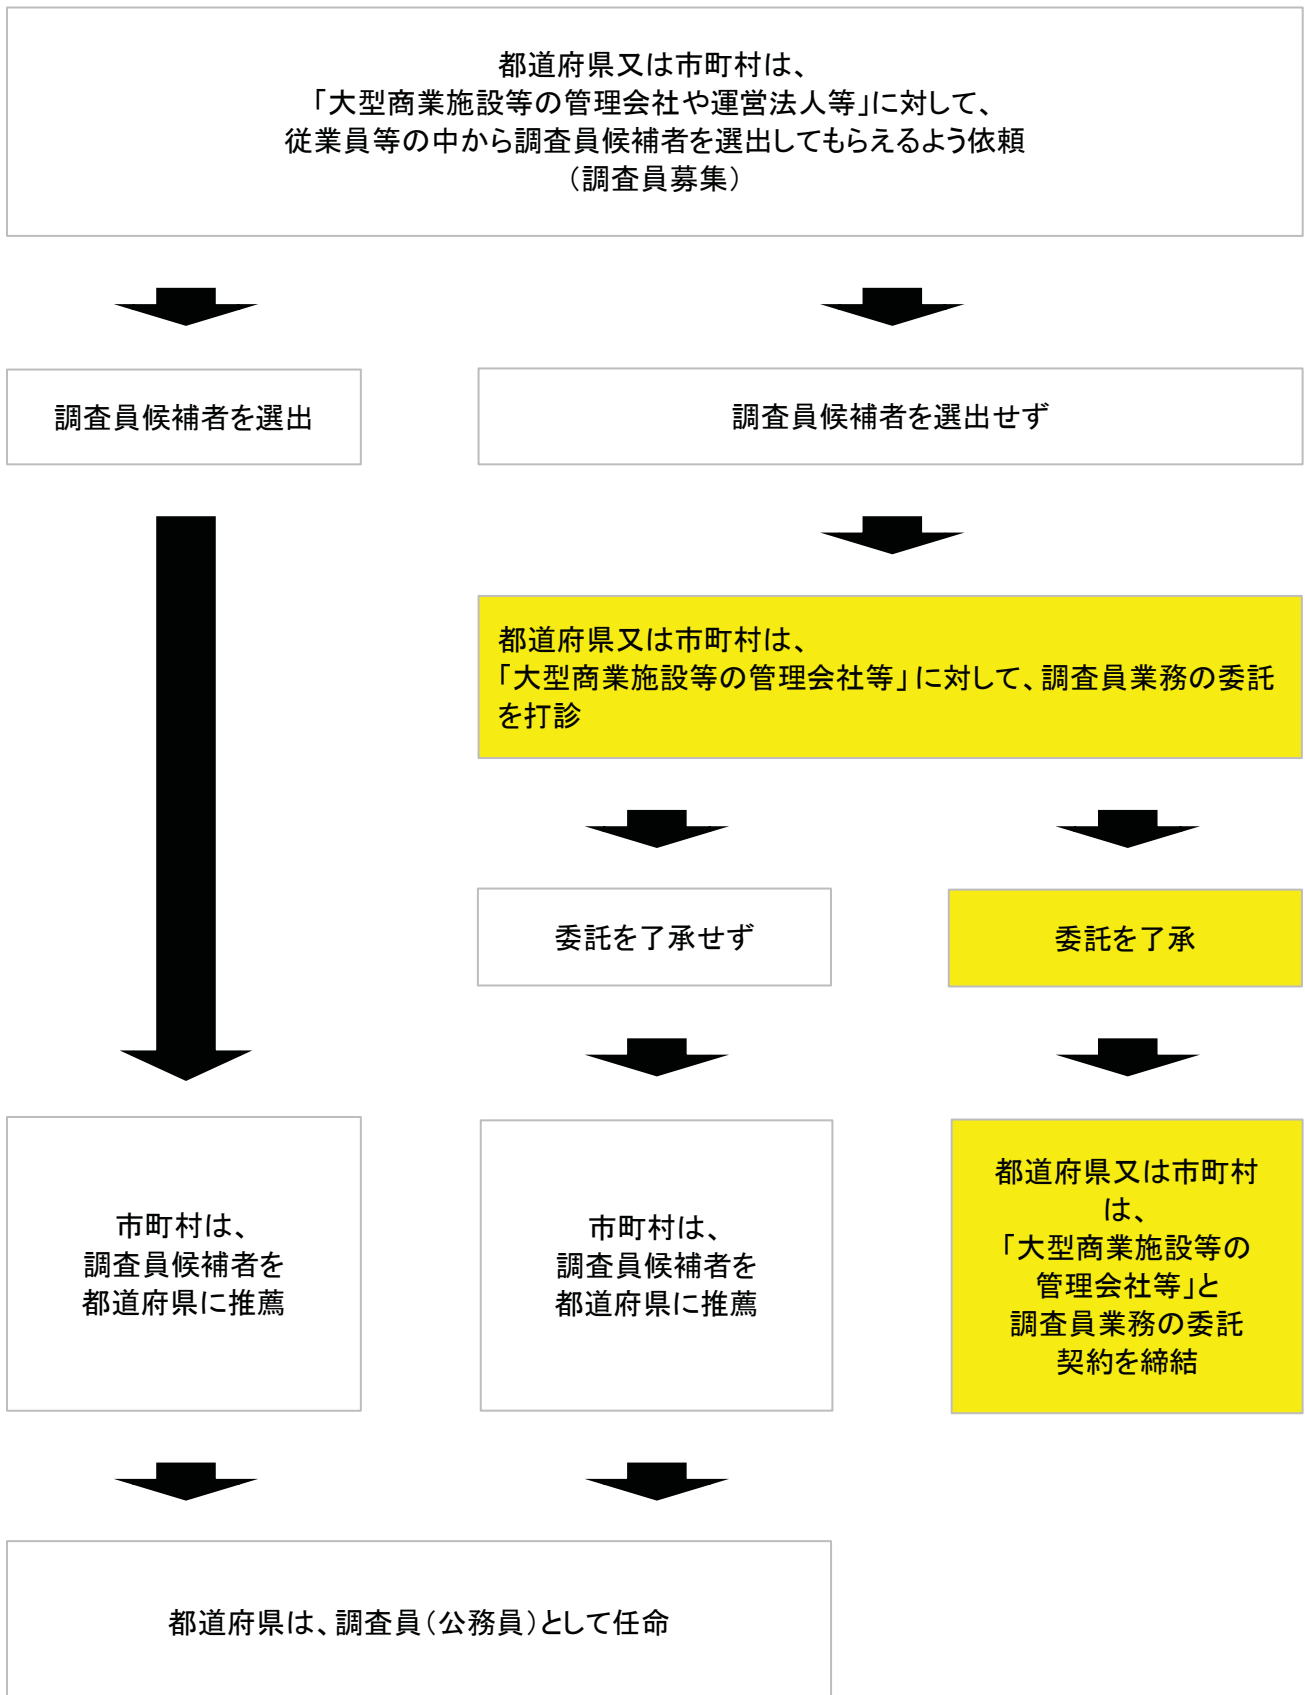 都道府県又は市町村は、
「大型商業施設等の管理会社や運営法人等」に対して、
従業員等の中から調査員候補者を選出してもらえるよう依頼
（調査員募集）
調査員候補者を選出
調査員候補者を選出せず
都道府県又は市町村は、
「大型商業施設等の管理会社等」に対して、調査員業務の委託
を打診
委託を了承せず
委託を了承
市町村は、
調査員候補者を
都道府県に推薦
市町村は、
調査員候補者を
都道府県に推薦
都道府県又は市町村
は、
「大型商業施設等の
管理会社等」と
調査員業務の委託
契約を締結
都道府県は、調査員（公務員）として任命